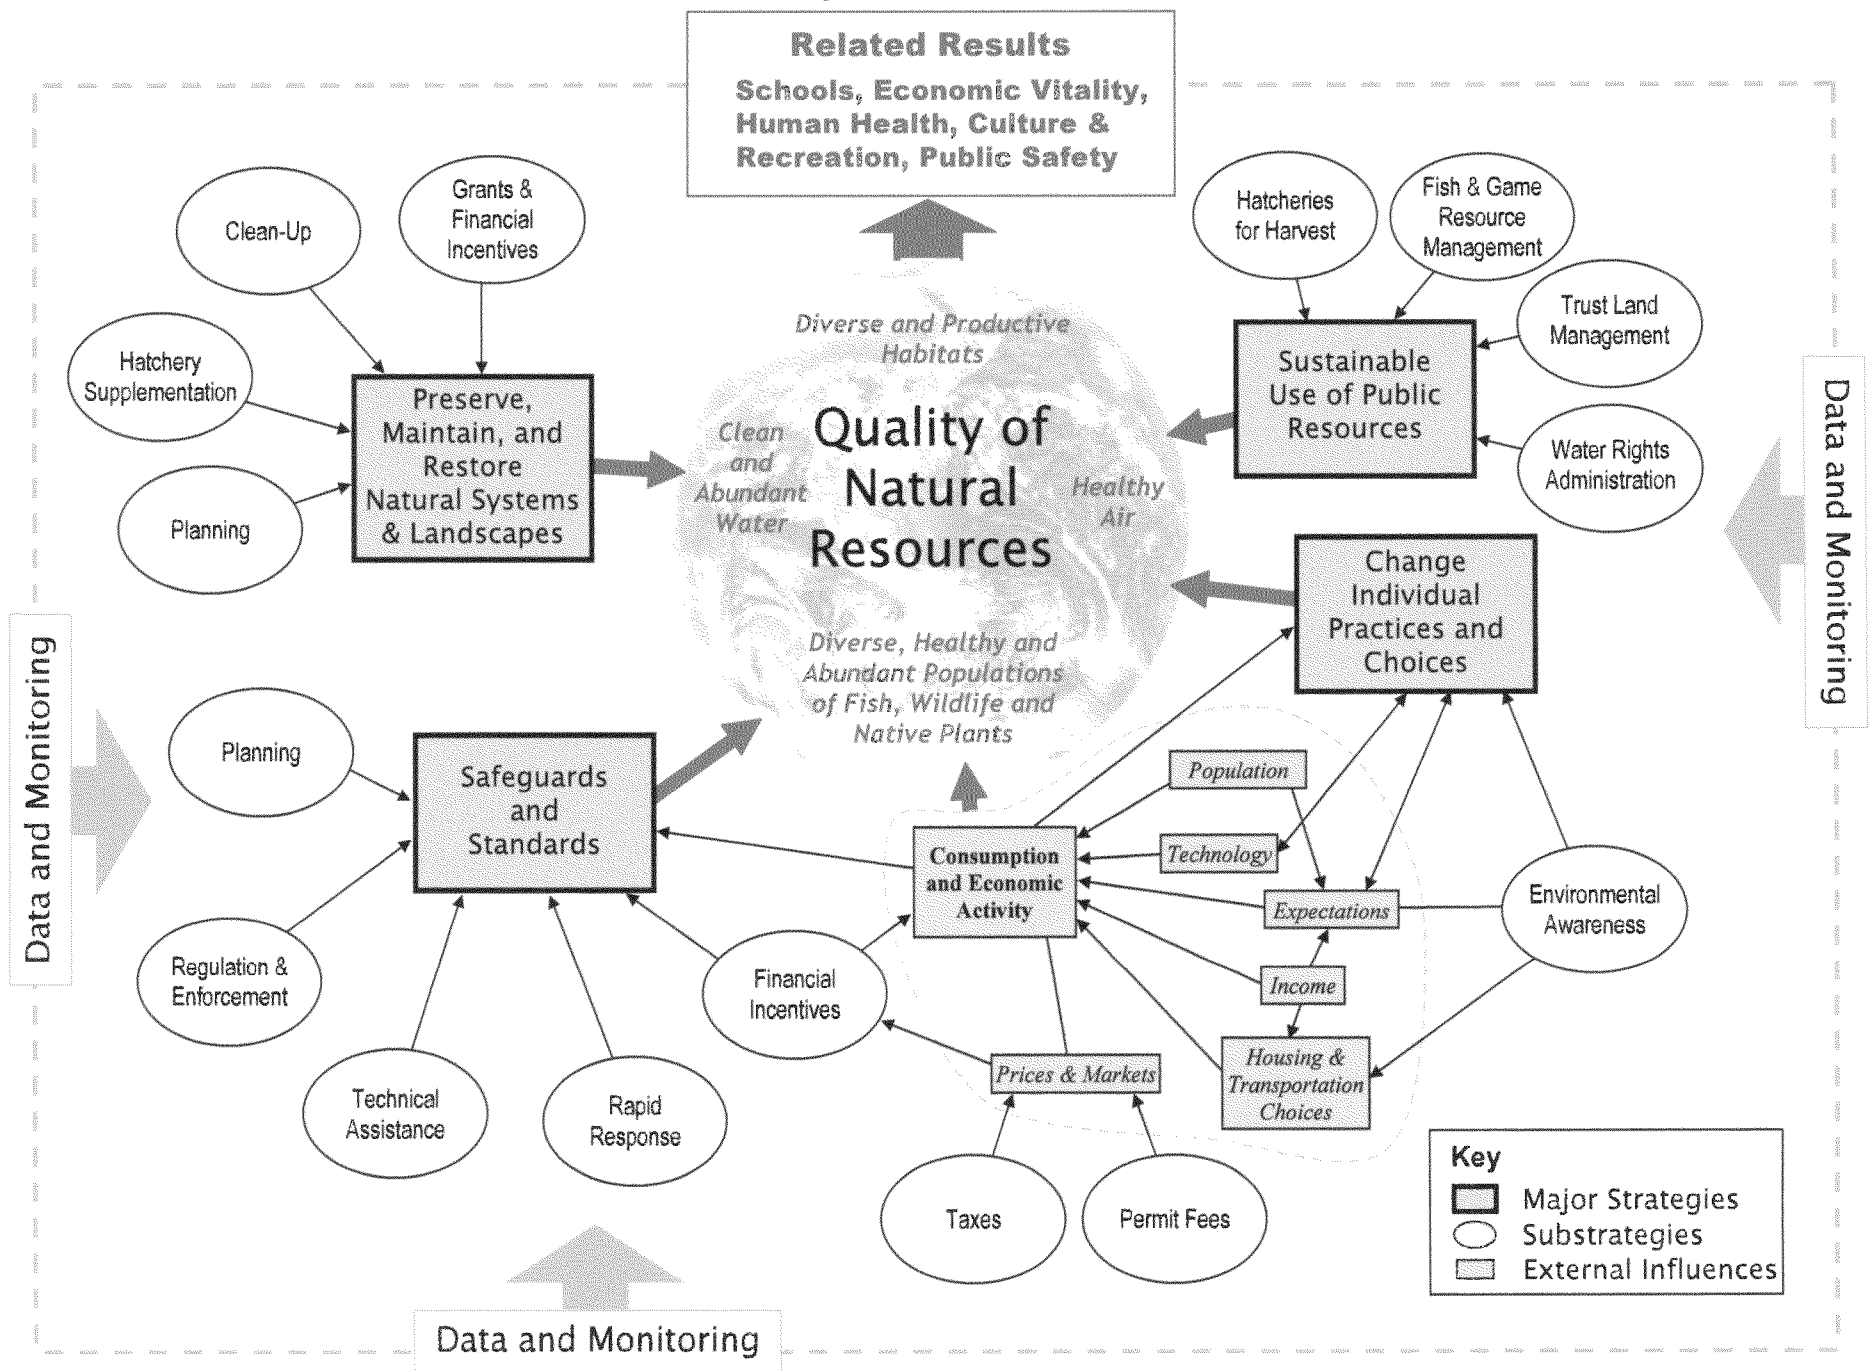 Related Results
Schools, Economic Vitality,
Human Health, Culture &
Recreation, Public Safety
Clean-Up
Grants &
Financial
Incentives
Hatchery
Supplementation
Planning
Preserve,
Maintain, and
Restore
Natural Systems
& Landscapes
Diverse and Productive
Habitats
Clean
and
Abundant
Water
Quality of
Natural
Resources
Healthy
Air
Diverse, Healthy and
Abundant Populations
of Fish, Wildlife and
Native Plants
Hatcheries
for Harvest
Fish & Game
Resource
Management
Trust Land
Management
Water Rights
Administration
Sustainable
Use of Public
Resources
Change
Individual
Practices and
Choices
Data and Monitoring
Data and Monitoring
Planning
Safeguards
and
Standards
Regulation &
Enforcement
Technical
Assistance
Rapid
Response
Financial
Incentives
Consumption
and Economic
Activity
Population
Technology
Expectations
Income
Housing &
Transportation
Choices
Prices & Markets
Environmental
Awareness
Taxes
Permit Fees
Key
Major Strategies
Substrategies
External Influences
Data and Monitoring